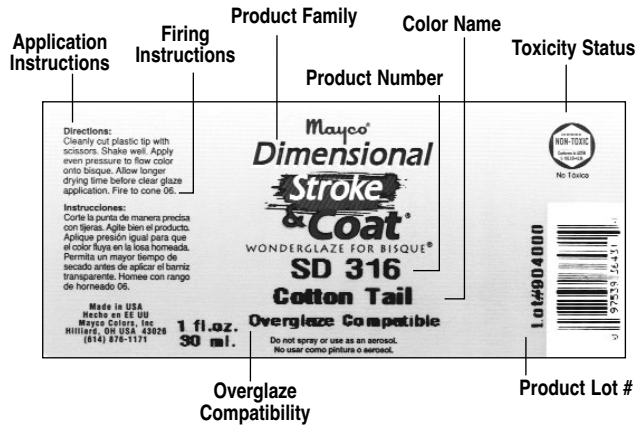 Product Family
Color Name
Application
Instructions
Firing
Instructions
Toxicity Status
Product Number
Directions:
Cleanly cut plastic tip with
scissors. Shake well. Apply
even pressure to flow color
onto bisque. Allow longer
drying time before clear glaze
application. Fire to cone 06.
Instrucciones:
Corte la punta de manera precisa
con tijeras. Agite bien el producto.
Aplique presión igual para que
el color fluya en la losa horneada.
Permita un mayor tiempo de
secado antes de aplicar el barniz
transparente. Hornee con rango
de horneado 06.
Made in USA
Hecho en EE UU
Mayco Colors, Inc
Hilliard, OH USA 43026
(614) 876-1171
1 fl.oz.
30 ml.
Mayco®
Dimensional
Stroke
& Coat®
WONDERGLAZE FOR BISQUE®
SD 316
Cotton Tail
Overglaze Compatible
Do not spray or use as an aerosol.
No usar como pintura o aerosol.
NON-TOXIC
Conforms to ASTM
No Tóxico
Lot#904000
Overglaze
Compatibility
Product Lot #